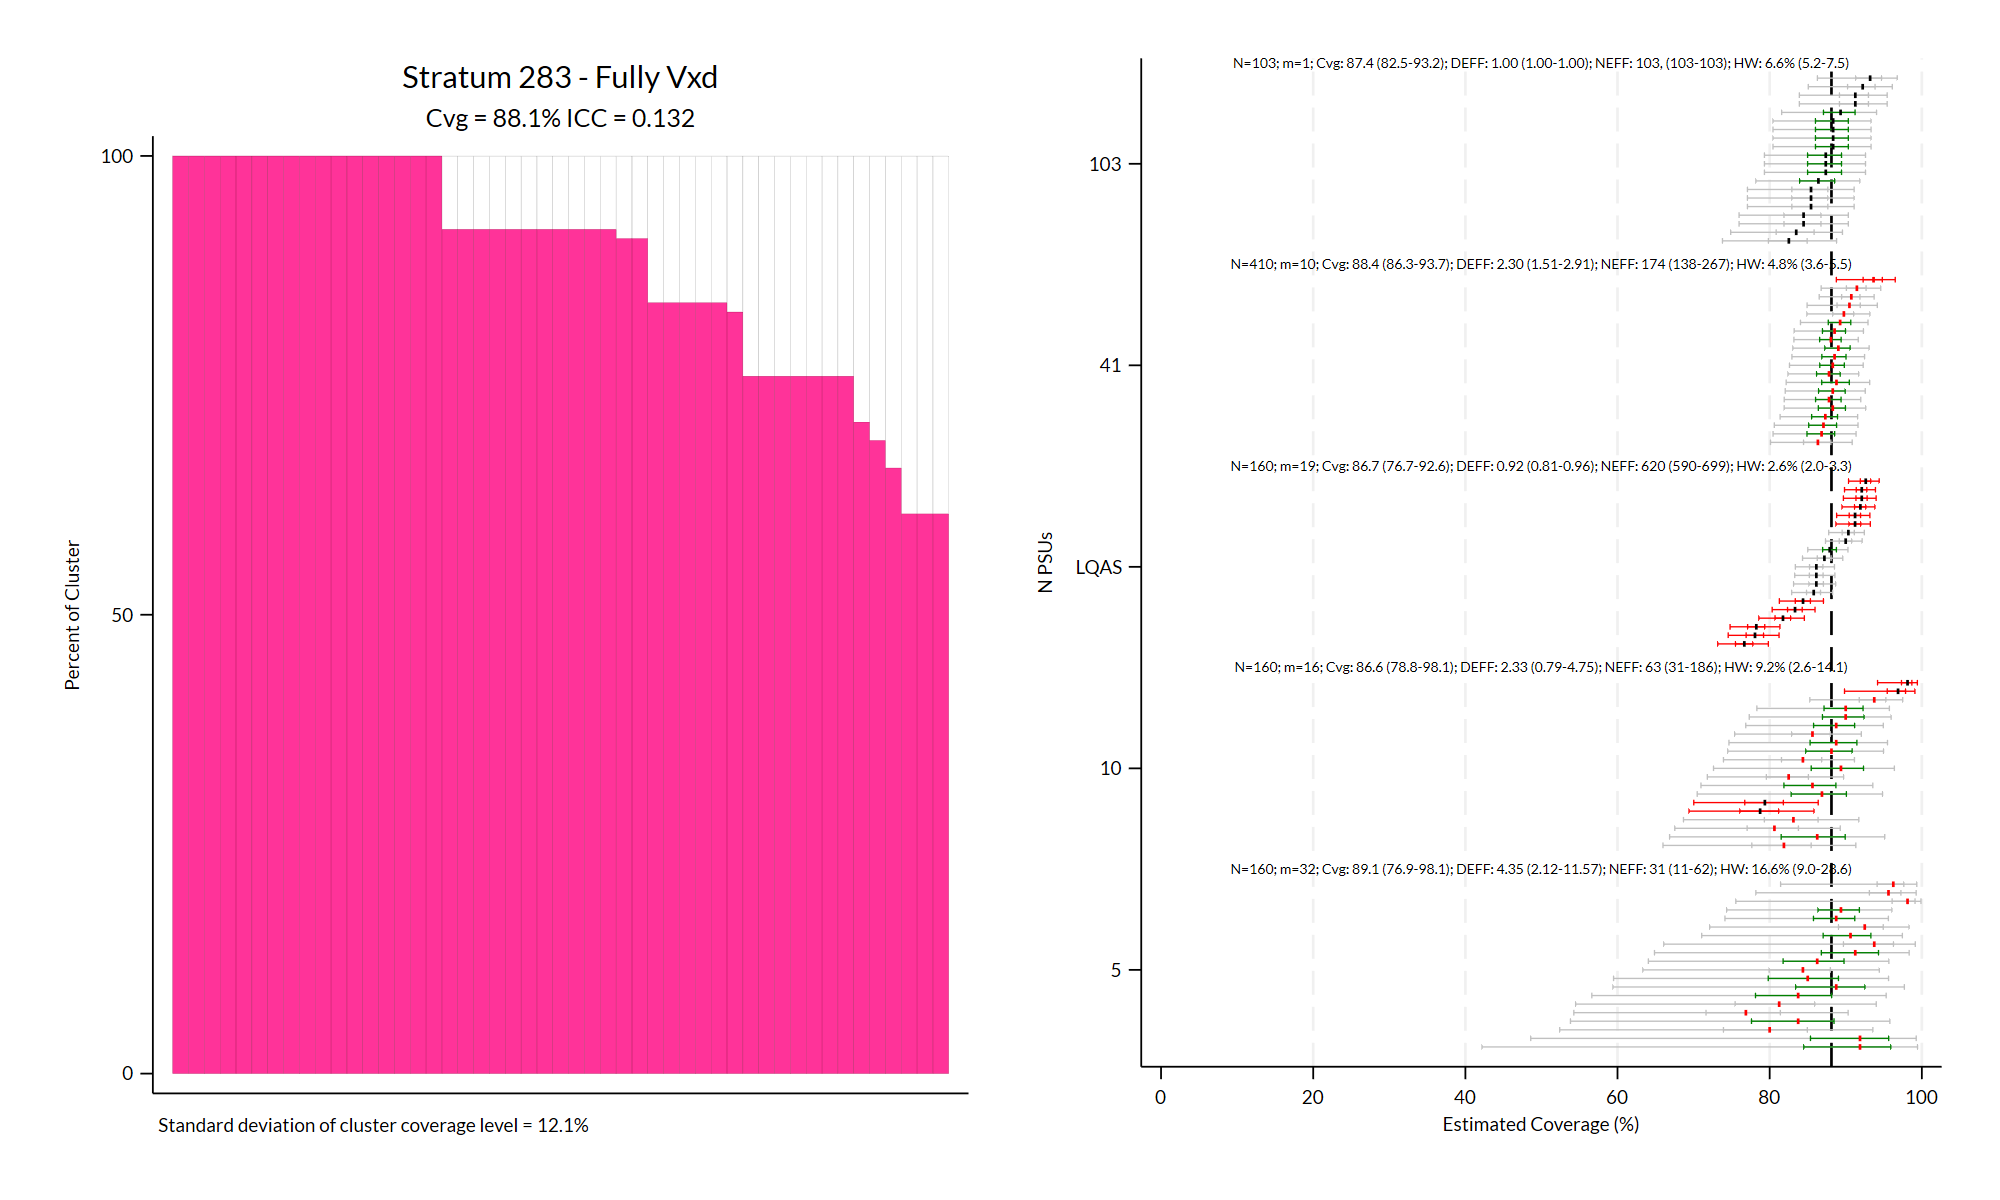 Stratum 283 - Fully Vxd
Cvg = 88.1% ICC = 0.132
100
50
0
Percent of Cluster
Standard deviation of cluster coverage level = 12.1%
N=103; m=1; Cvg: 87.4 (82.5-93.2); DEFF: 1.00 (1.00-1.00); NEFF: 103, (103-103); HW: 6.6% (5.2-7.5)
103
N=410; m=10; Cvg: 88.4 (86.3-93.7); DEFF: 2.30 (1.51-2.91); NEFF: 174 (138-267); HW: 4.8% (3.6-5.5)
41
N=160; m=19; Cvg: 86.7 (76.7-92.6); DEFF: 0.92 (0.81-0.96); NEFF: 620 (590-699); HW: 2.6% (2.0-3.3)
N PSUs
LQAS
N=160; m=16; Cvg: 86.6 (78.8-98.1); DEFF: 2.33 (0.79-4.75); NEFF: 63 (31-186); HW: 9.2% (2.6-14.1)
10
N=160; m=32; Cvg: 89.1 (76.9-98.1); DEFF: 4.35 (2.12-11.57); NEFF: 31 (11-62); HW: 16.6% (9.0-28.6)
5
0 20 40 60 80 100
Estimated Coverage (%)